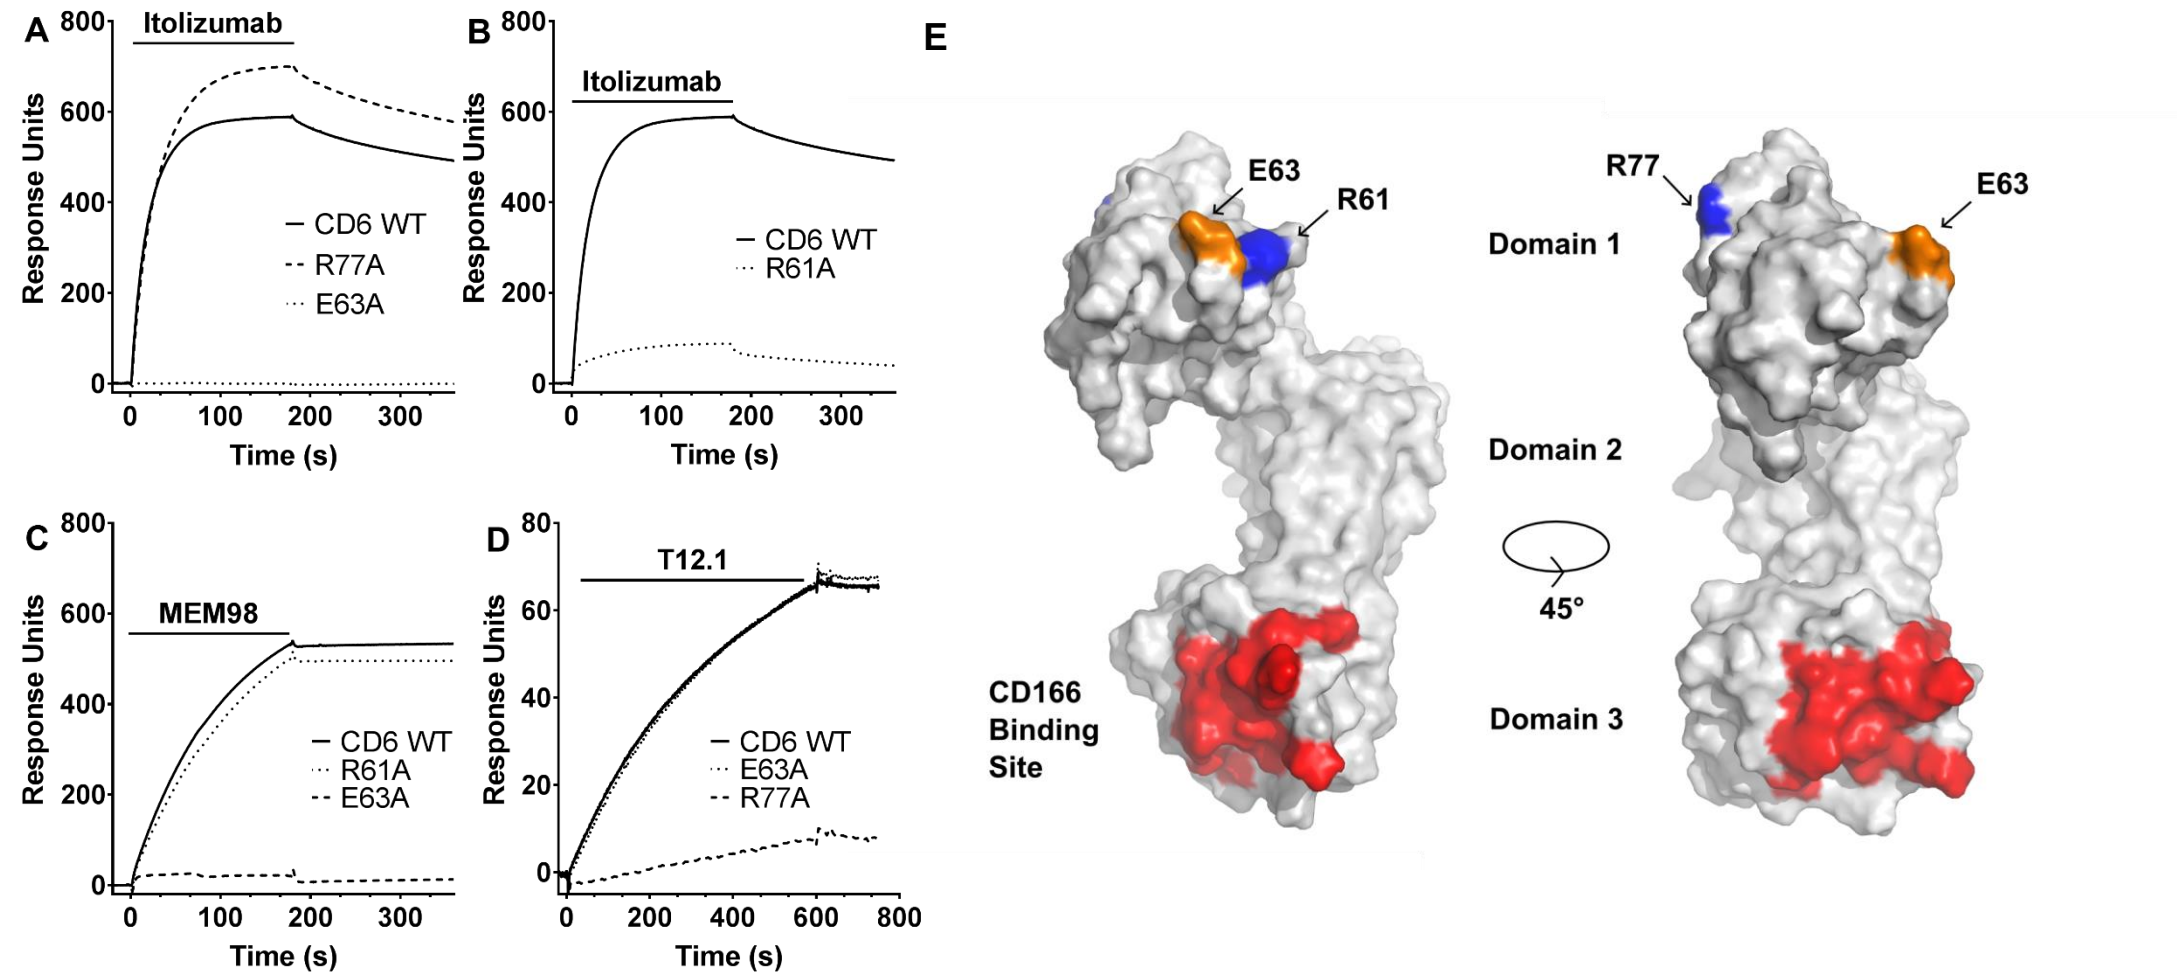 A
Itolizumab
800
600
400
200
0
Response Units
CD6 WT
R77A
E63A
0
100
200
300
Time (s)
B
Itolizumab
800
600
400
200
0
Response Units
CD6 WT
R61A
0
100
200
300
Time (s)
C
MEM98
800
600
400
200
0
Response Units
CD6 WT
R61A
E63A
0
100
200
300
Time (s)
D
T12.1
80
60
40
20
0
Response Units
CD6 WT
E63A
R77A
0
200
400
600
800
Time (s)
E
E63
R61
R77
E63
Domain 1
Domain 2
45°
Domain 3
CD166
Binding
Site